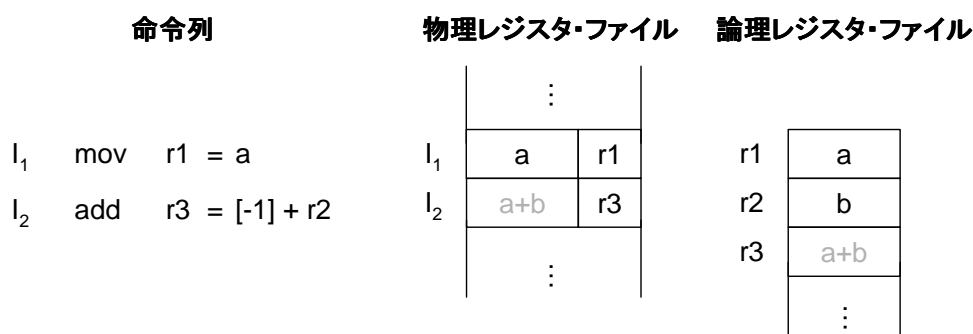 命令列 物理レジスタ・ファイル 論理レジスタ・ファイル
⋮
I₁ mov r1 = a I₁ a r1 r1 a
I₂ add r3 = [-1] + r2 I₂ a+b r3 r2 b
r3 a+b
⋮
⋮